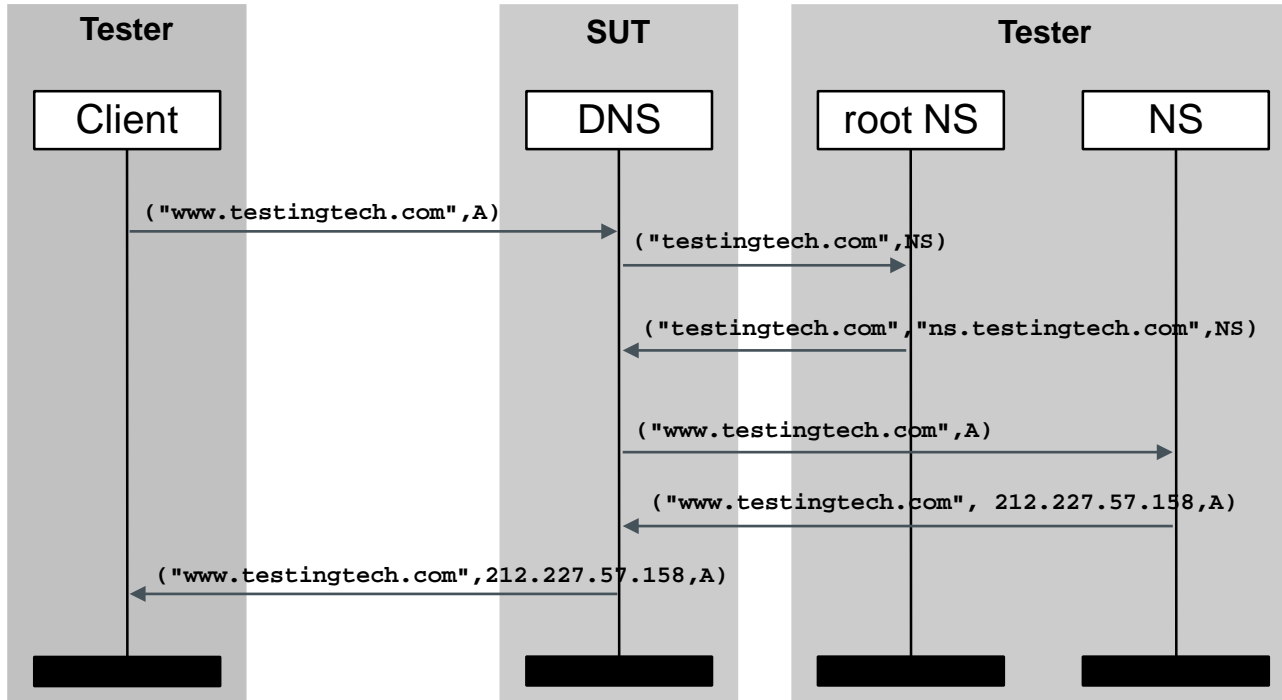 Tester
SUT
Tester
Client
DNS
root NS
NS
("www.testingtech.com",A)
("testingtech.com",NS)
("testingtech.com","ns.testingtech.com",NS)
("www.testingtech.com",A)
("www.testingtech.com", 212.227.57.158,A)
("www.testingtech.com",212.227.57.158,A)